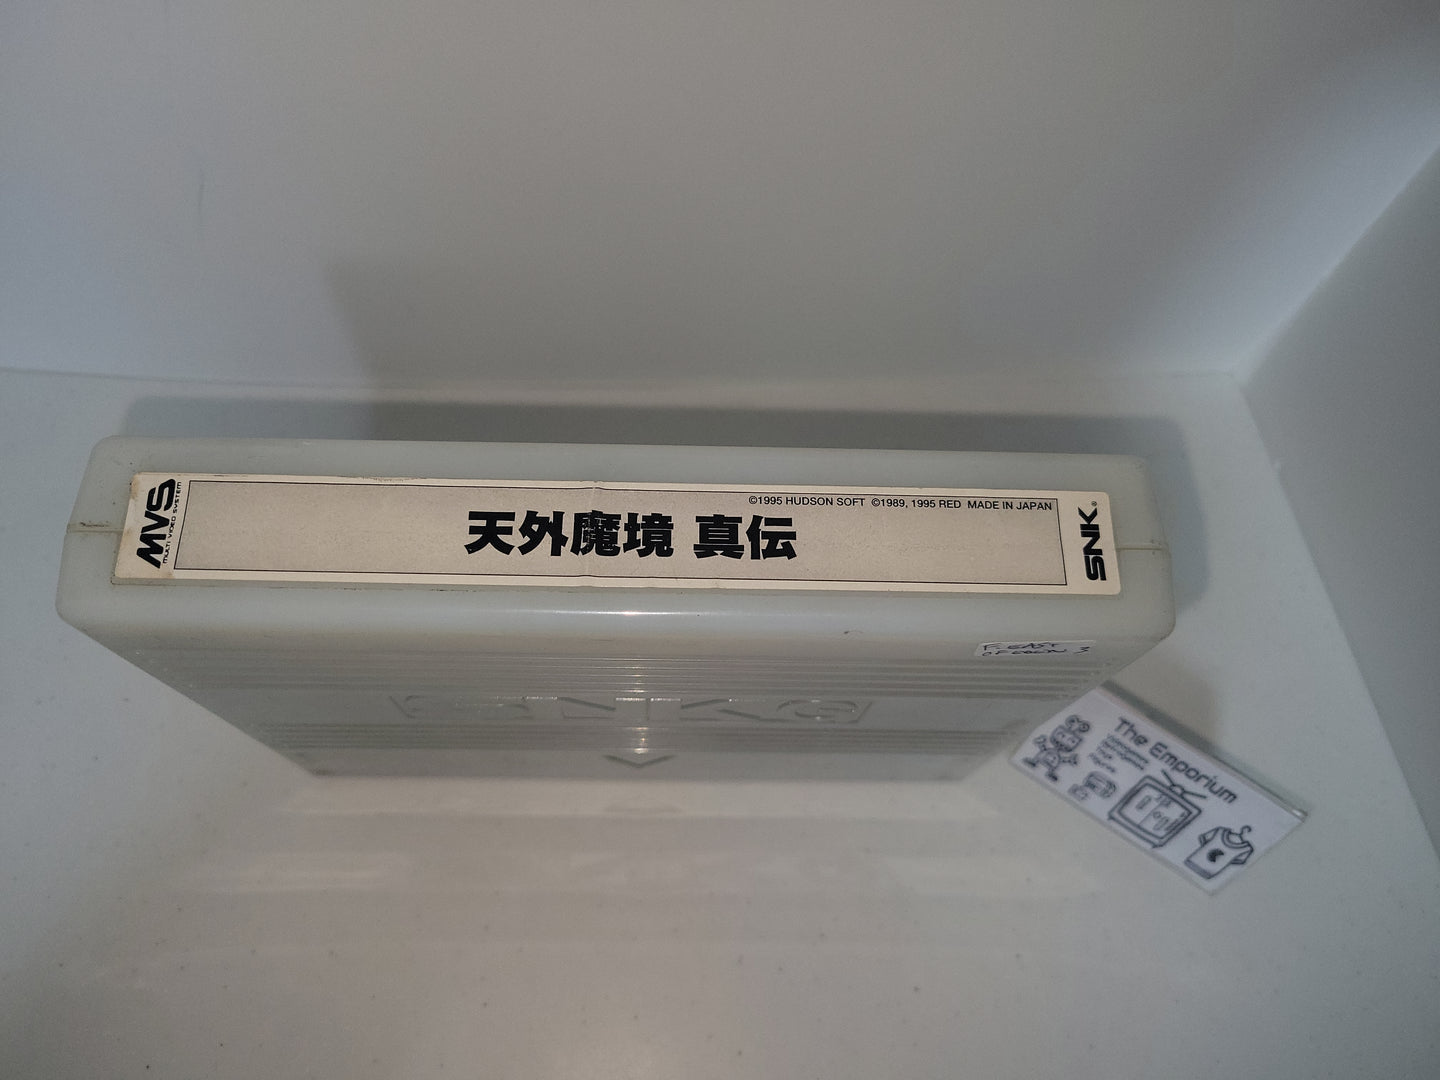 MVS
MULTI VIDEO SYSTEM
©1995 HUDSON SOFT ©1989, 1995 RED MADE IN JAPAN
天外魔境 真伝
SNK®
SNK
The Emporium